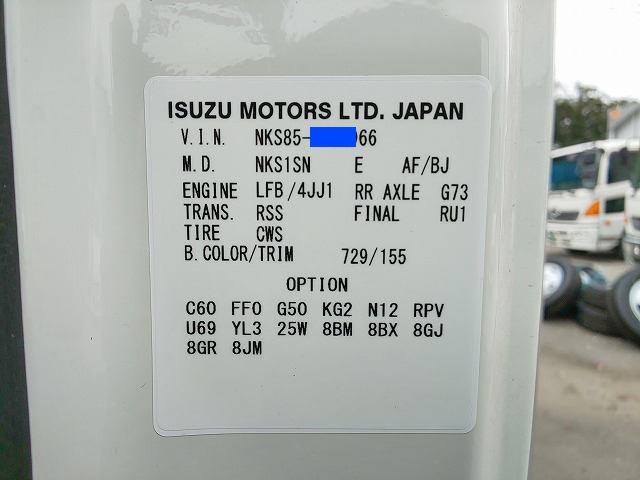 ISUZU MOTORS LTD. JAPAN
V.I.N. NKS85- 66
M.D. NKS1SN E AF/BJ
ENGINE LFB/4JJ1 RR AXLE G73
TRANS. RSS FINAL RU1
TIRE CWS
B.COLOR/TRIM 729/155
OPTION
C60 FF0 G50 KG2 N12 RPV
U69 YL3 25W 8BM 8BX 8GJ
8GR 8JM